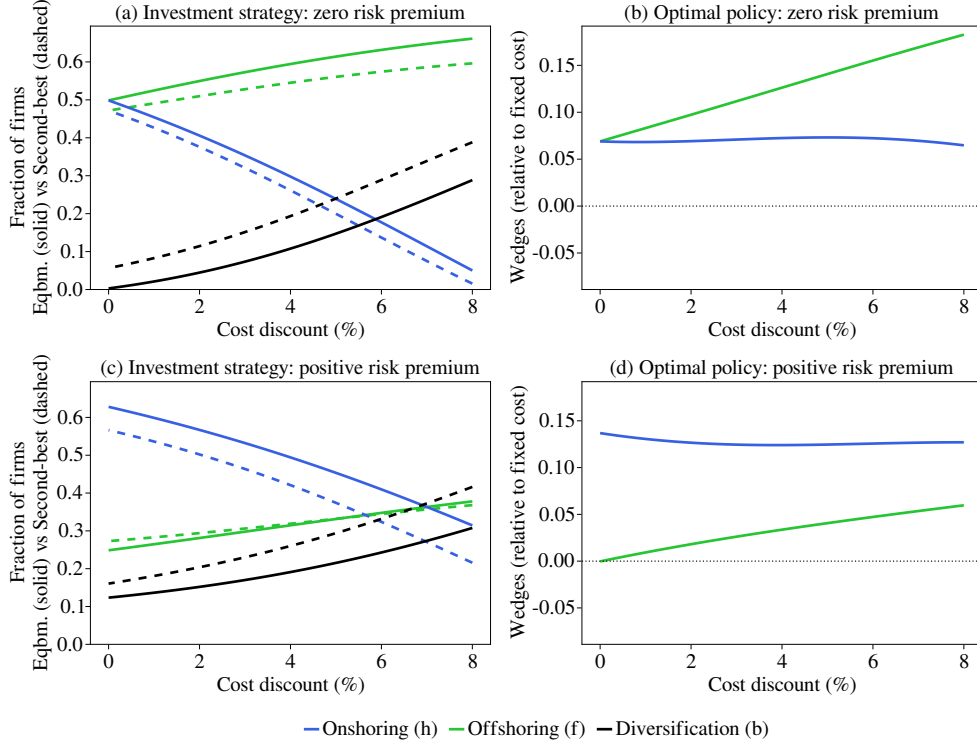 (a) Investment strategy: zero risk premium
Fraction of firms
Eqbm. (solid) vs Second-best (dashed)
0.6
0.5
0.4
0.3
0.2
0.1
0.0
0 2 4 6 8
Cost discount (%)
(b) Optimal policy: zero risk premium
Wedges (relative to fixed cost)
0.15
0.10
0.05
0.00
-0.05
0 2 4 6 8
Cost discount (%)
(c) Investment strategy: positive risk premium
Fraction of firms
Eqbm. (solid) vs Second-best (dashed)
0.6
0.5
0.4
0.3
0.2
0.1
0.0
0 2 4 6 8
Cost discount (%)
(d) Optimal policy: positive risk premium
Wedges (relative to fixed cost)
0.15
0.10
0.05
0.00
-0.05
0 2 4 6 8
Cost discount (%)
Onshoring (h) Offshoring (f) Diversification (b)